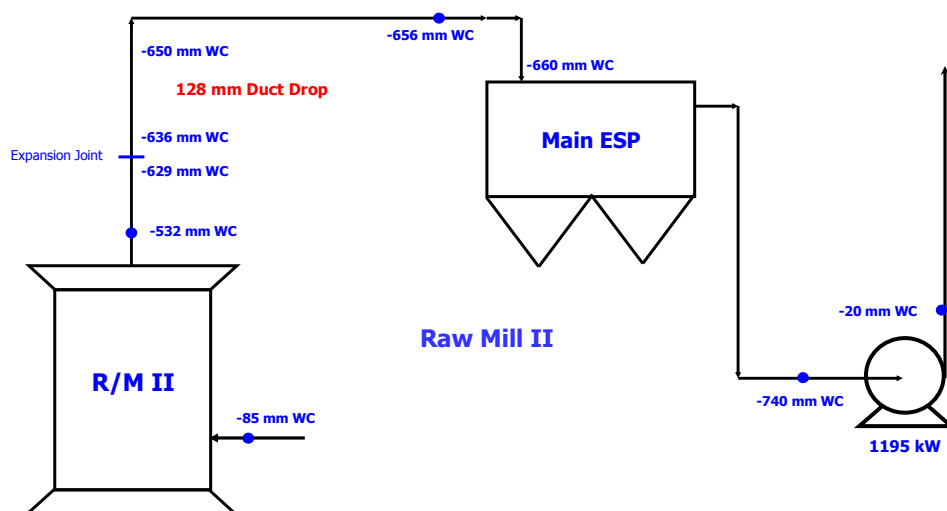 -656 mm WC
-650 mm WC
-660 mm WC
128 mm Duct Drop
-636 mm WC
Main ESP
Expansion Joint
-629 mm WC
-532 mm WC
-20 mm WC
Raw Mill II
R/M II
-740 mm WC
-85 mm WC
1195 kW